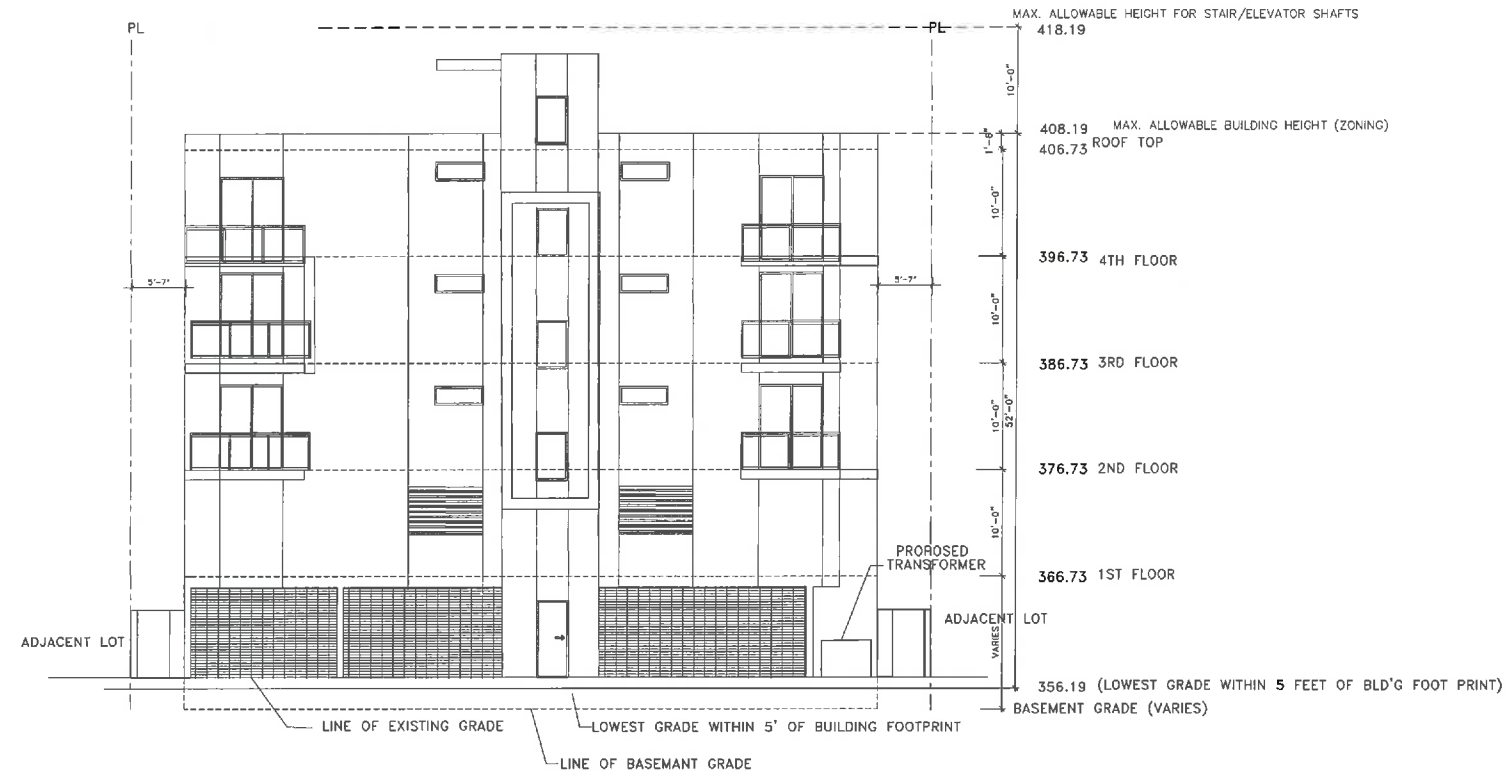 MAX. ALLOWABLE HEIGHT FOR STAIR/ELEVATOR SHAFTS
PL
PL
418.19
10'-0"
408.19 MAX. ALLOWABLE BUILDING HEIGHT (ZONING)
1'-6"
406.73 ROOF TOP
10'-0"
396.73 4TH FLOOR
5'-7"
5'-7"
10'-0"
386.73 3RD FLOOR
10'-0"
52'-0"
376.73 2ND FLOOR
10'-0"
PROROSED
TRANSFORMER
366.73 1ST FLOOR
ADJACENT LOT
ADJACENT LOT
VARIES
356.19 (LOWEST GRADE WITHIN 5 FEET OF BLD'G FOOT PRINT)
BASEMENT GRADE (VARIES)
LINE OF EXISTING GRADE
LOWEST GRADE WITHIN 5' OF BUILDING FOOTPRINT
LINE OF BASEMANT GRADE